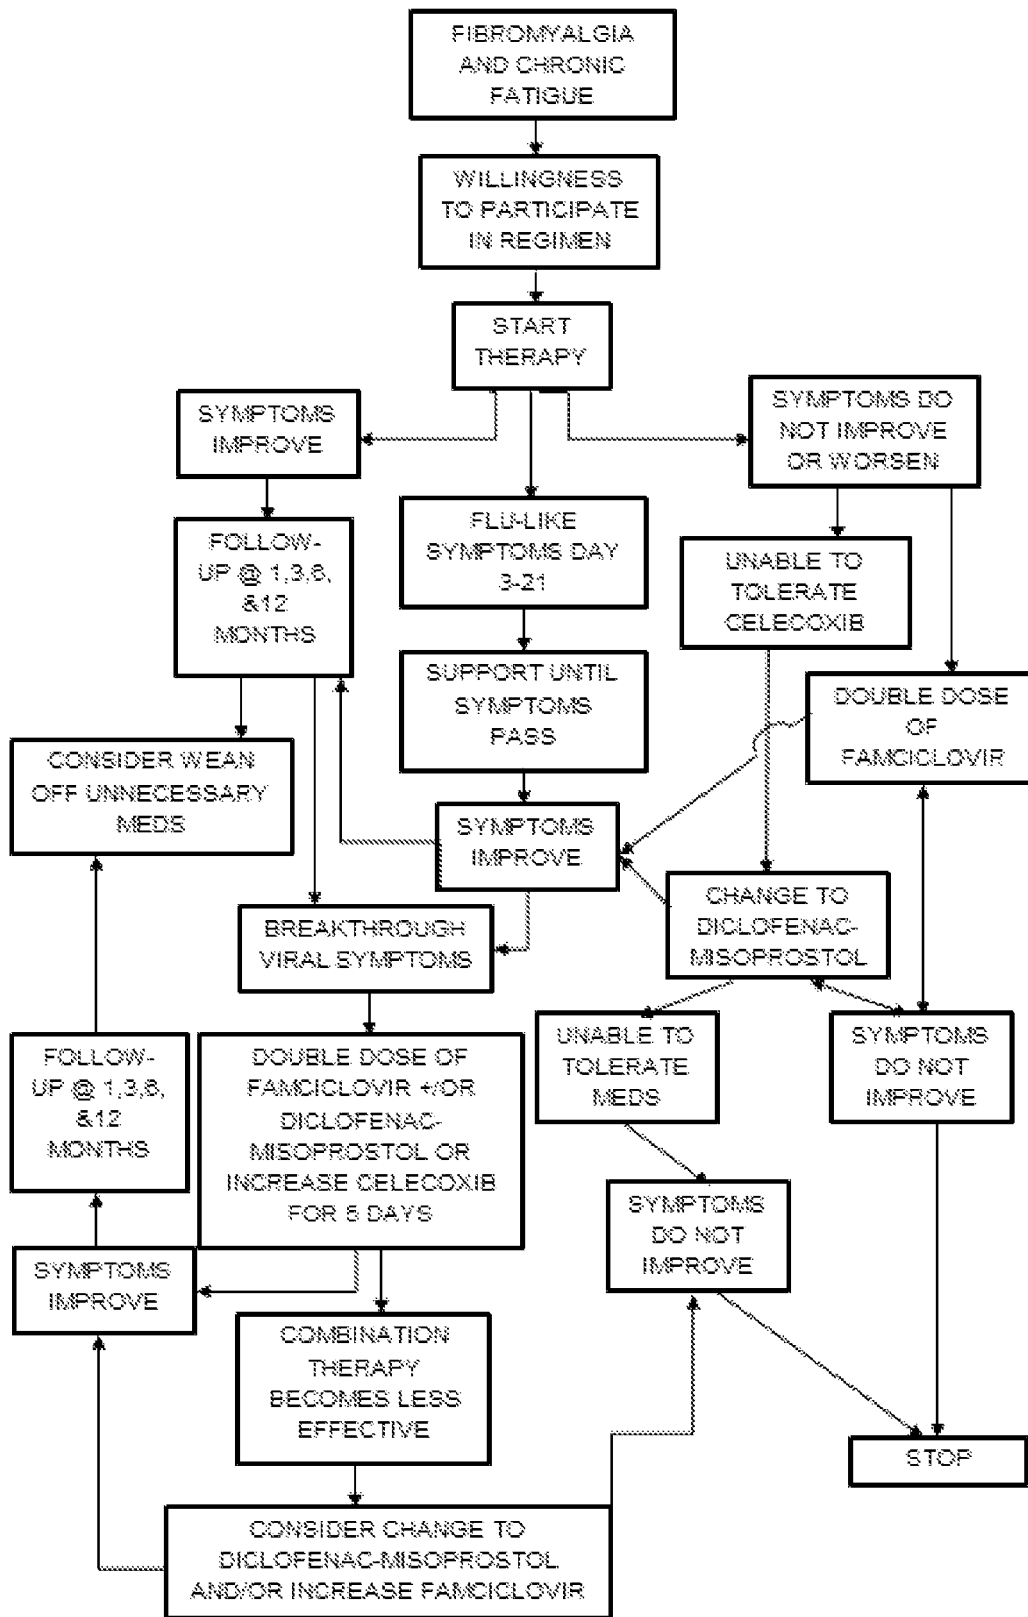 FIBROMYALGIA
AND CHRONIC
FATIGUE
WILLINGNESS
TO PARTICIPATE
IN REGIMEN
START
THERAPY
SYMPTOMS
IMPROVE
SYMPTOMS DO
NOT IMPROVE
OR WORSEN
FOLLOW-
UP @ 1,3,6,
&12
MONTHS
FLU-LIKE
SYMPTOMS DAY
3-21
UNABLE TO
TOLERATE
CELECOXIB
SUPPORT UNTIL
SYMPTOMS
PASS
DOUBLE DOSE
OF
FAMCICLOVIR
CONSIDER WEAN
OFF UNNECESSARY
MEDS
SYMPTOMS
IMPROVE
CHANGE TO
DICLOFENAC-
MISOPROSTOL
BREAKTHROUGH
VIRAL SYMPTOMS
UNABLE TO
TOLERATE
MEDS
SYMPTOMS
DO NOT
IMPROVE
FOLLOW-
UP @ 1,3,6,
&12
MONTHS
DOUBLE DOSE OF
FAMCICLOVIR +/OR
DICLOFENAC-
MISOPROSTOL OR
INCREASE CELECOXIB
FOR DAYS
SYMPTOMS
DO NOT
IMPROVE
SYMPTOMS
IMPROVE
COMBINATION
THERAPY
BECOMES LESS
EFFECTIVE
STOP
CONSIDER CHANGE TO
DICLOFENAC-MISOPROSTOL
AND/OR INCREASE FAMCICLOVIR